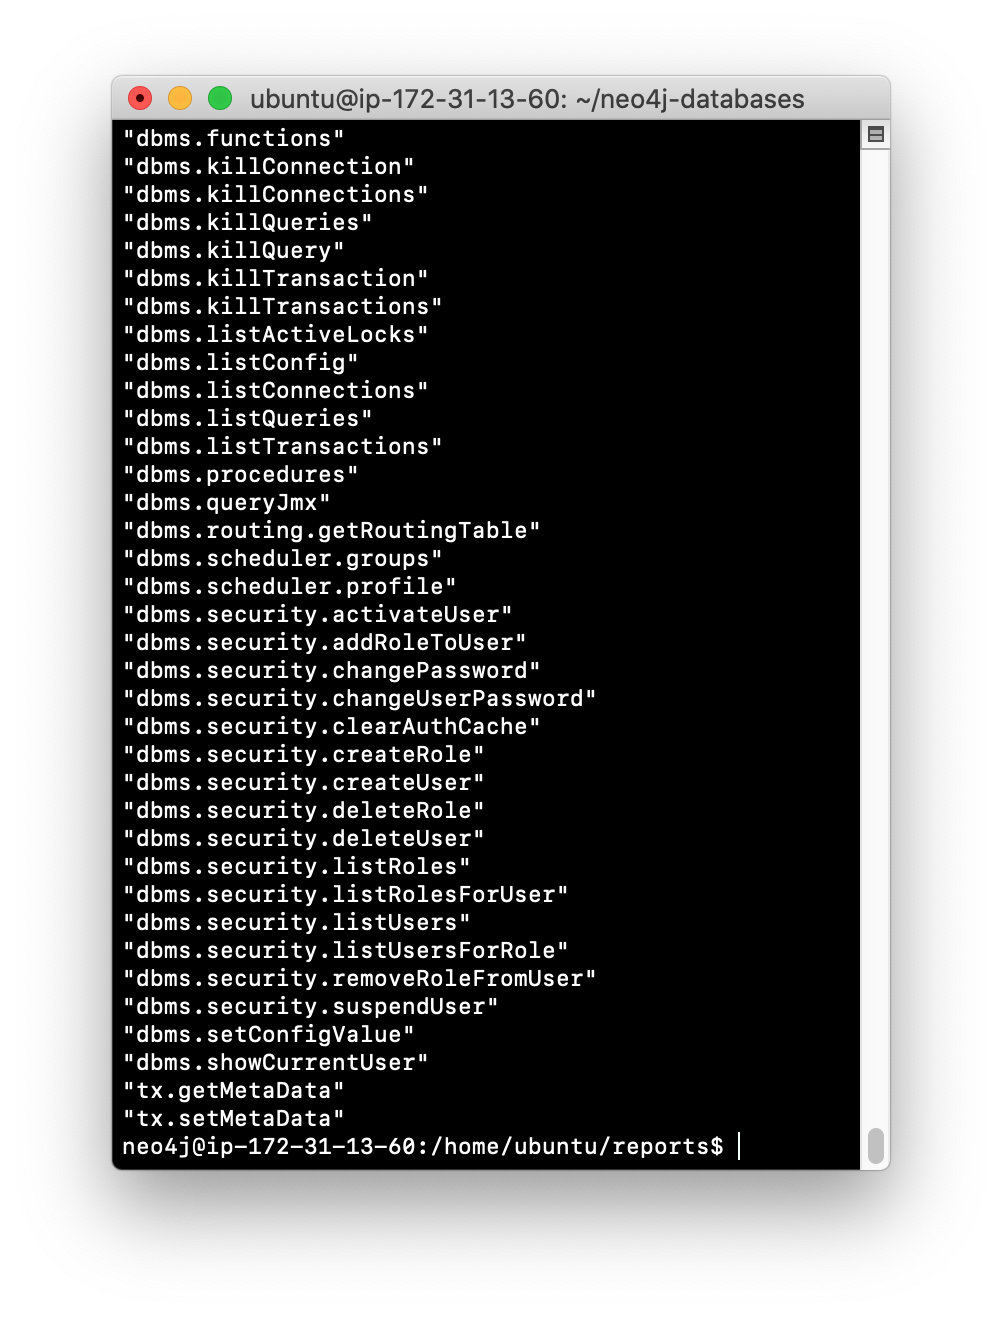 ubuntu@ip-172-31-13-60: ~/neo4j-databases
"dbms.functions"
"dbms.killConnection"
"dbms.killConnections"
"dbms.killQueries"
"dbms.killQuery"
"dbms.killTransaction"
"dbms.killTransactions"
"dbms.listActiveLocks"
"dbms.listConfig"
"dbms.listConnections"
"dbms.listQueries"
"dbms.listTransactions"
"dbms.procedures"
"dbms.queryJmx"
"dbms.routing.getRoutingTable"
"dbms.scheduler.groups"
"dbms.scheduler.profile"
"dbms.security.activateUser"
"dbms.security.addRoleToUser"
"dbms.security.changePassword"
"dbms.security.changeUserPassword"
"dbms.security.clearAuthCache"
"dbms.security.createRole"
"dbms.security.createUser"
"dbms.security.deleteRole"
"dbms.security.deleteUser"
"dbms.security.listRoles"
"dbms.security.listRolesForUser"
"dbms.security.listUsers"
"dbms.security.listUsersForRole"
"dbms.security.removeRoleFromUser"
"dbms.security.suspendUser"
"dbms.setConfigValue"
"dbms.showCurrentUser"
"tx.getMetaData"
"tx.setMetaData"
neo4j@ip-172-31-13-60:/home/ubuntu/reports$